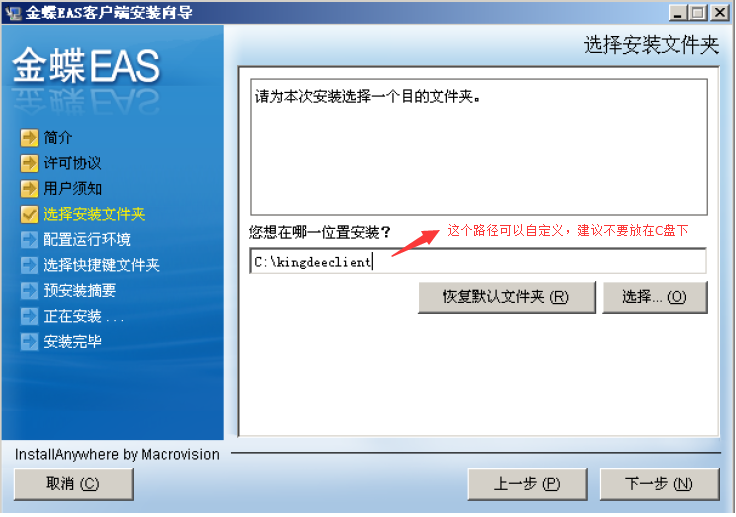 金蝶EAS客户端安装向导
选择安装文件夹
金蝶EAS
简介
许可协议
用户须知
选择安装文件夹
配置运行环境
选择快捷键文件夹
预安装摘要
正在安装...
安装完毕
请为本次安装选择一个目的文件夹。
您想在哪一位置安装？
这个路径可以自定义，建议不要放在C盘下
C:\kingdeeclient
恢复默认文件夹 (R)
选择... (O)
InstallAnywhere by Macrovision
取消 (C)
上一步 (P)
下一步 (N)